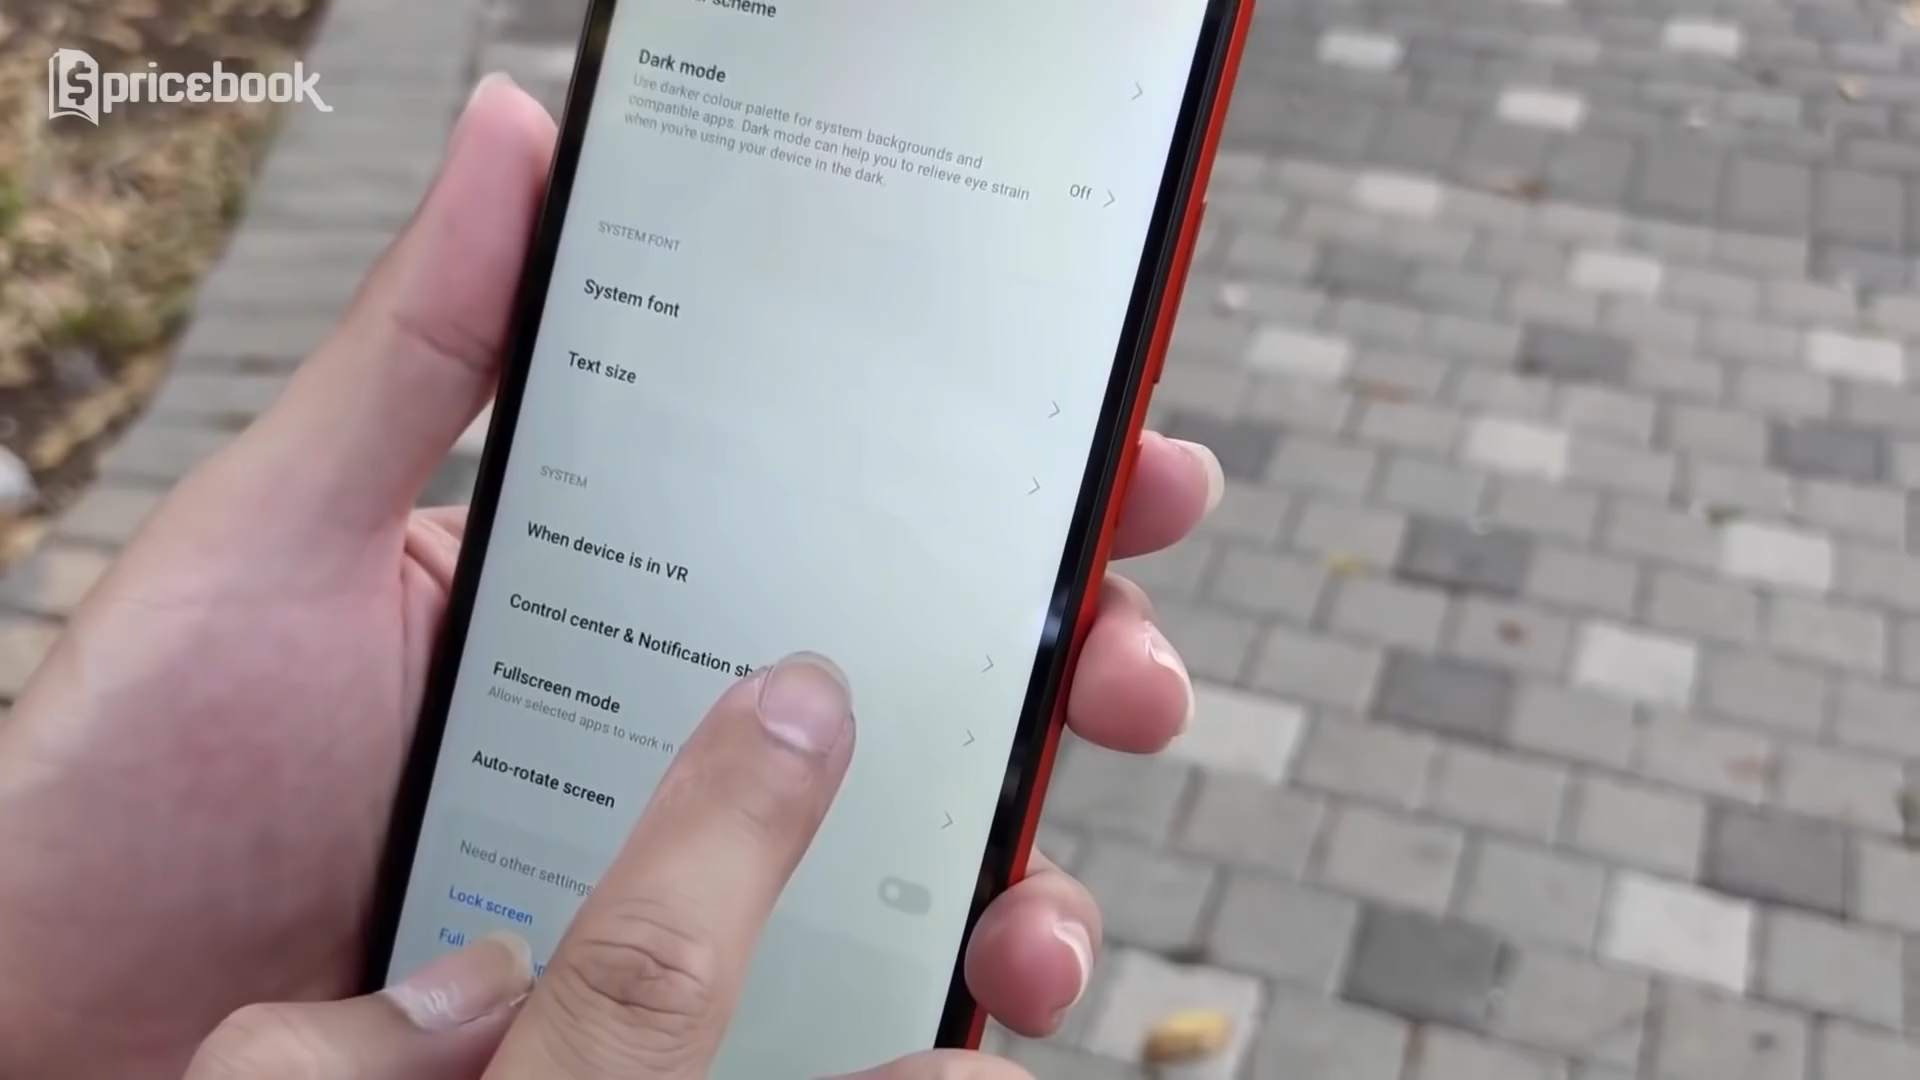 pricebook
scheme
Dark mode
Use darker colour palette for system backgrounds and
compatible apps. Dark mode can help you to relieve eye strain
when you're using your device in the dark.
Off
SYSTEM FONT
System font
Text size
SYSTEM
When device is in VR
Control center & Notification
Fullscreen mode
Allow selected apps to work in
Auto-rotate screen
Need other settings
Lock screen
Full